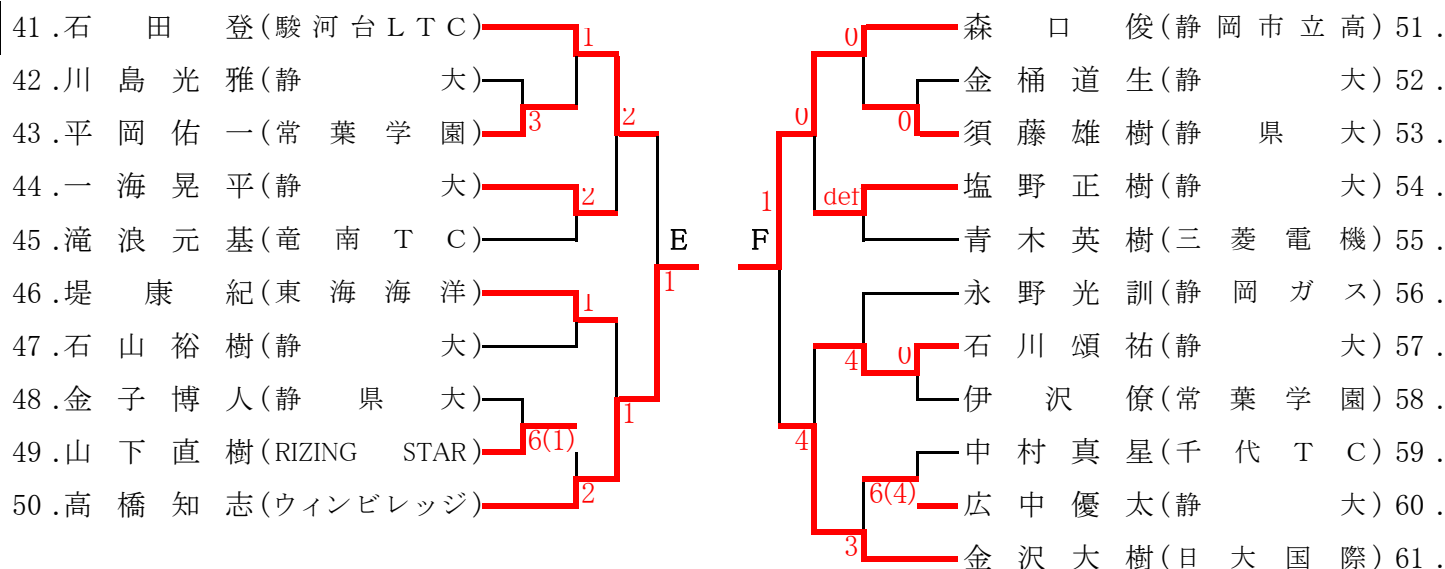 41.石田登(駿河台LTC)
42.川島光雅(静大)
43.平岡佑一(常葉学園)
44.一海晃平(静大)
45.滝浪元基(竜南TC)
46.堤康紀(東海海洋)
47.石山裕樹(静大)
48.金子博人(静県大)
49.山下直樹(RIZING STAR)
50.高橋知志(ウィンビレッジ)
1
3
2
2
1
6(1)
2
1
E
1
F
1
0
0
0
def
4
0
4
6(4)
3
森口俊(静岡市立高)51.
金桶道生(静大)52.
須藤雄樹(静県大)53.
塩野正樹(静大)54.
青木英樹(三菱電機)55.
永野光訓(静岡ガス)56.
石川頌祐(静大)57.
伊沢僚(常葉学園)58.
中村真星(千代TC)59.
広中優太(静大)60.
金沢大樹(日大国際)61.